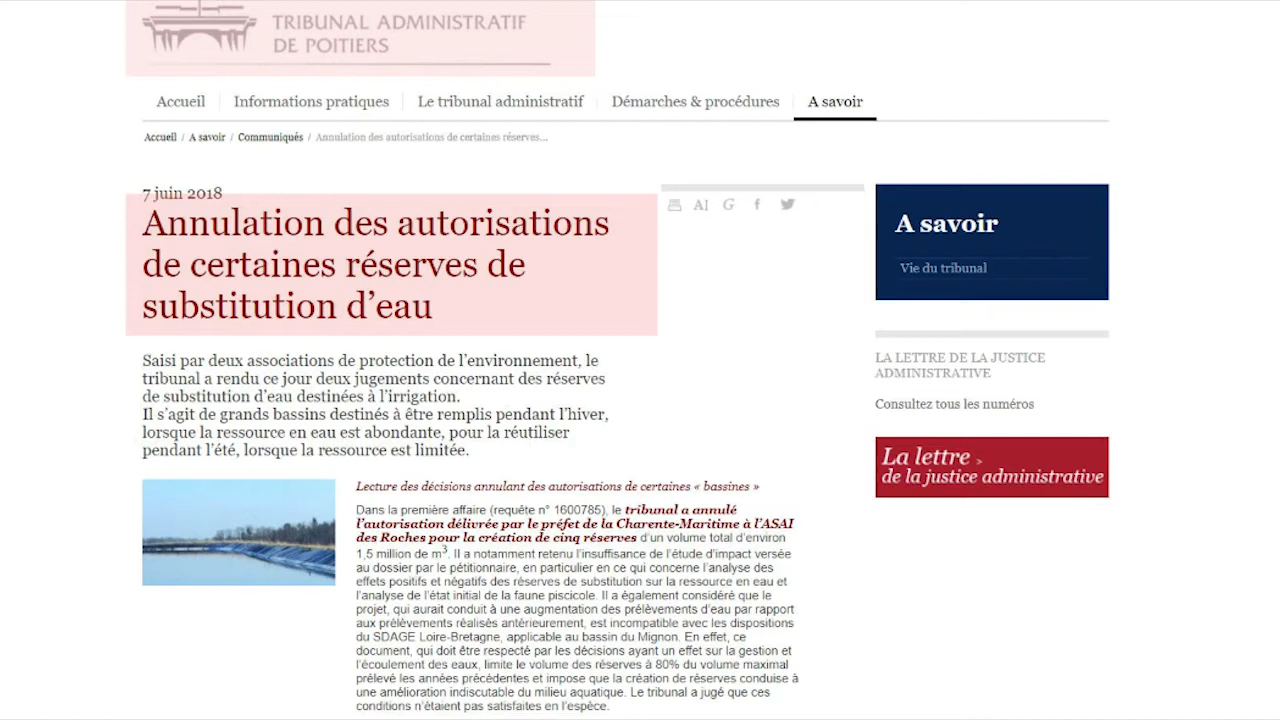 TRIBUNAL ADMINISTRATIF
DE POITIERS
Accueil
Informations pratiques
Le tribunal administratif
Démarches & procédures
A savoir
Accueil / A savoir / Communiqués / Annulation des autorisations de certaines réserves...
7 juin 2018
Annulation des autorisations
de certaines réserves de
substitution d’eau
Saisi par deux associations de protection de l’environnement, le
tribunal a rendu ce jour deux jugements concernant des réserves
de substitution d’eau destinées à l’irrigation.
Il s’agit de grands bassins destinés à être remplis pendant l’hiver,
lorsque la ressource en eau est abondante, pour la réutiliser
pendant l’été, lorsque la ressource est limitée.
Lecture des décisions annulant des autorisations de certaines « bassines »
Dans la première affaire (requête n° 1600785), le tribunal a annulé
l’autorisation délivrée par le préfet de la Charente-Maritime à l’ASAI
des Roches pour la création de cinq réserves d’un volume total d’environ
1,5 million de m³. Il a notamment retenu l’insuffisance de l’étude d’impact versée
au dossier par le pétitionnaire, en particulier en ce qui concerne l’analyse des
effets positifs et négatifs des réserves de substitution sur la ressource en eau et
l’analyse de l’état initial de la faune piscicole. Il a également considéré que le
projet, qui aurait conduit à une augmentation des prélèvements d’eau par rapport
aux prélèvements réalisés antérieurement, est incompatible avec les dispositions
du SDAGE Loire-Bretagne, applicable au bassin du Mignon. En effet, ce
document, qui doit être respecté par les décisions ayant un effet sur la gestion et
l’écoulement des eaux, limite le volume des réserves à 80% du volume maximal
prélevé les années précédentes et impose que la création de réserves conduise à
une amélioration indiscutable du milieu aquatique. Le tribunal a jugé que ces
conditions n’étaient pas satisfaites en l’espèce.
AI G f
A savoir
Vie du tribunal
LA LETTRE DE LA JUSTICE
ADMINISTRATIVE
Consultez tous les numéros
La lettre >
de la justice administrative